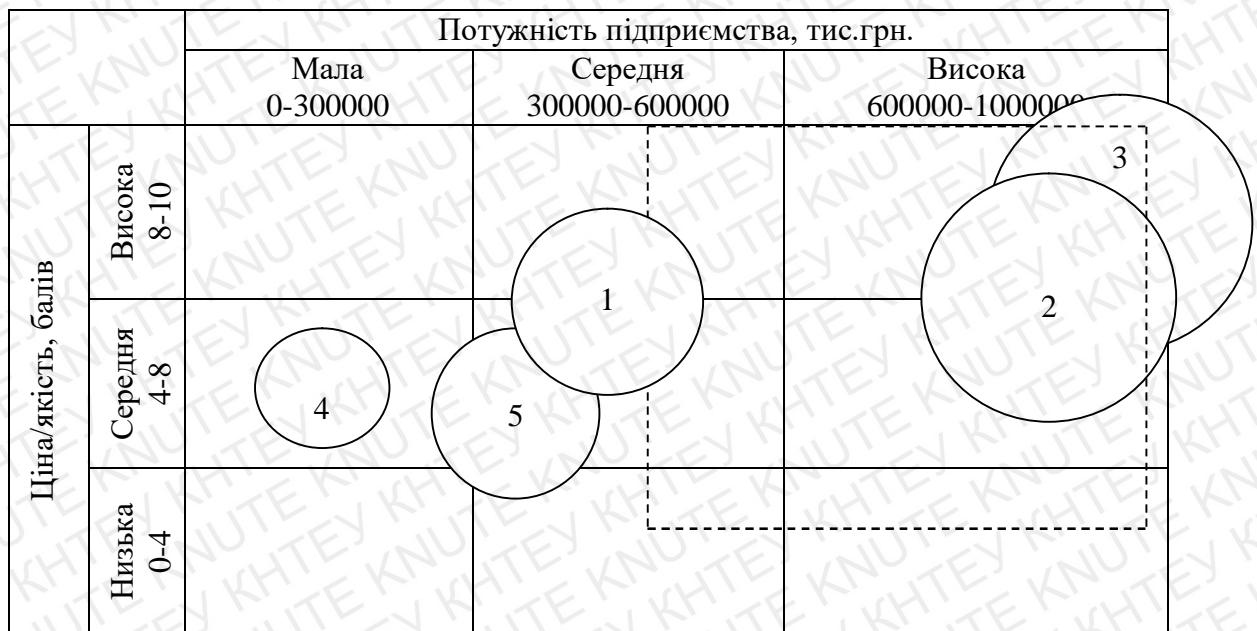 Потужність підприємства, тис.грн.
Мала
0-300000
Середня
300000-600000
Висока
600000-1000000
Ціна/якість, балів
Висока
8-10
Середня
4-8
Низька
0-4
1
2
3
4
5